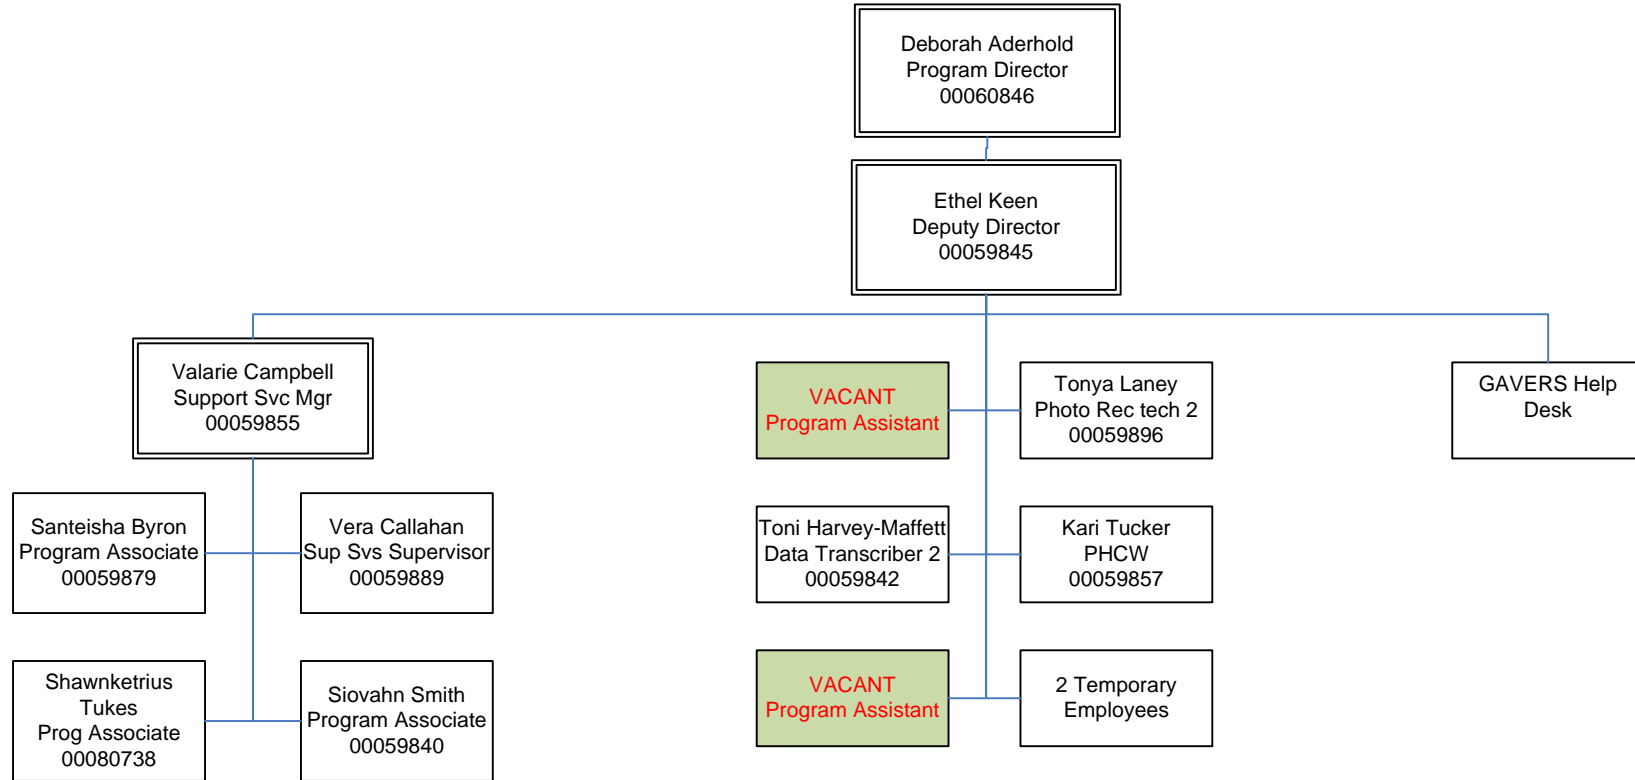 Deborah Aderhold
Program Director
00060846
Ethel Keen
Deputy Director
00059845
Valarie Campbell
Support Svc Mgr
00059855
VACANT
Program Assistant
Tonya Laney
Photo Rec tech 2
00059896
GAVERS Help
Desk
Santeisha Byron
Program Associate
00059879
Vera Callahan
Sup Svs Supervisor
00059889
Toni Harvey-Maffett
Data Transcriber 2
00059842
Kari Tucker
PHCW
00059857
Shawnketrius
Tukes
Prog Associate
00080738
Siovahn Smith
Program Associate
00059840
VACANT
Program Assistant
2 Temporary
Employees